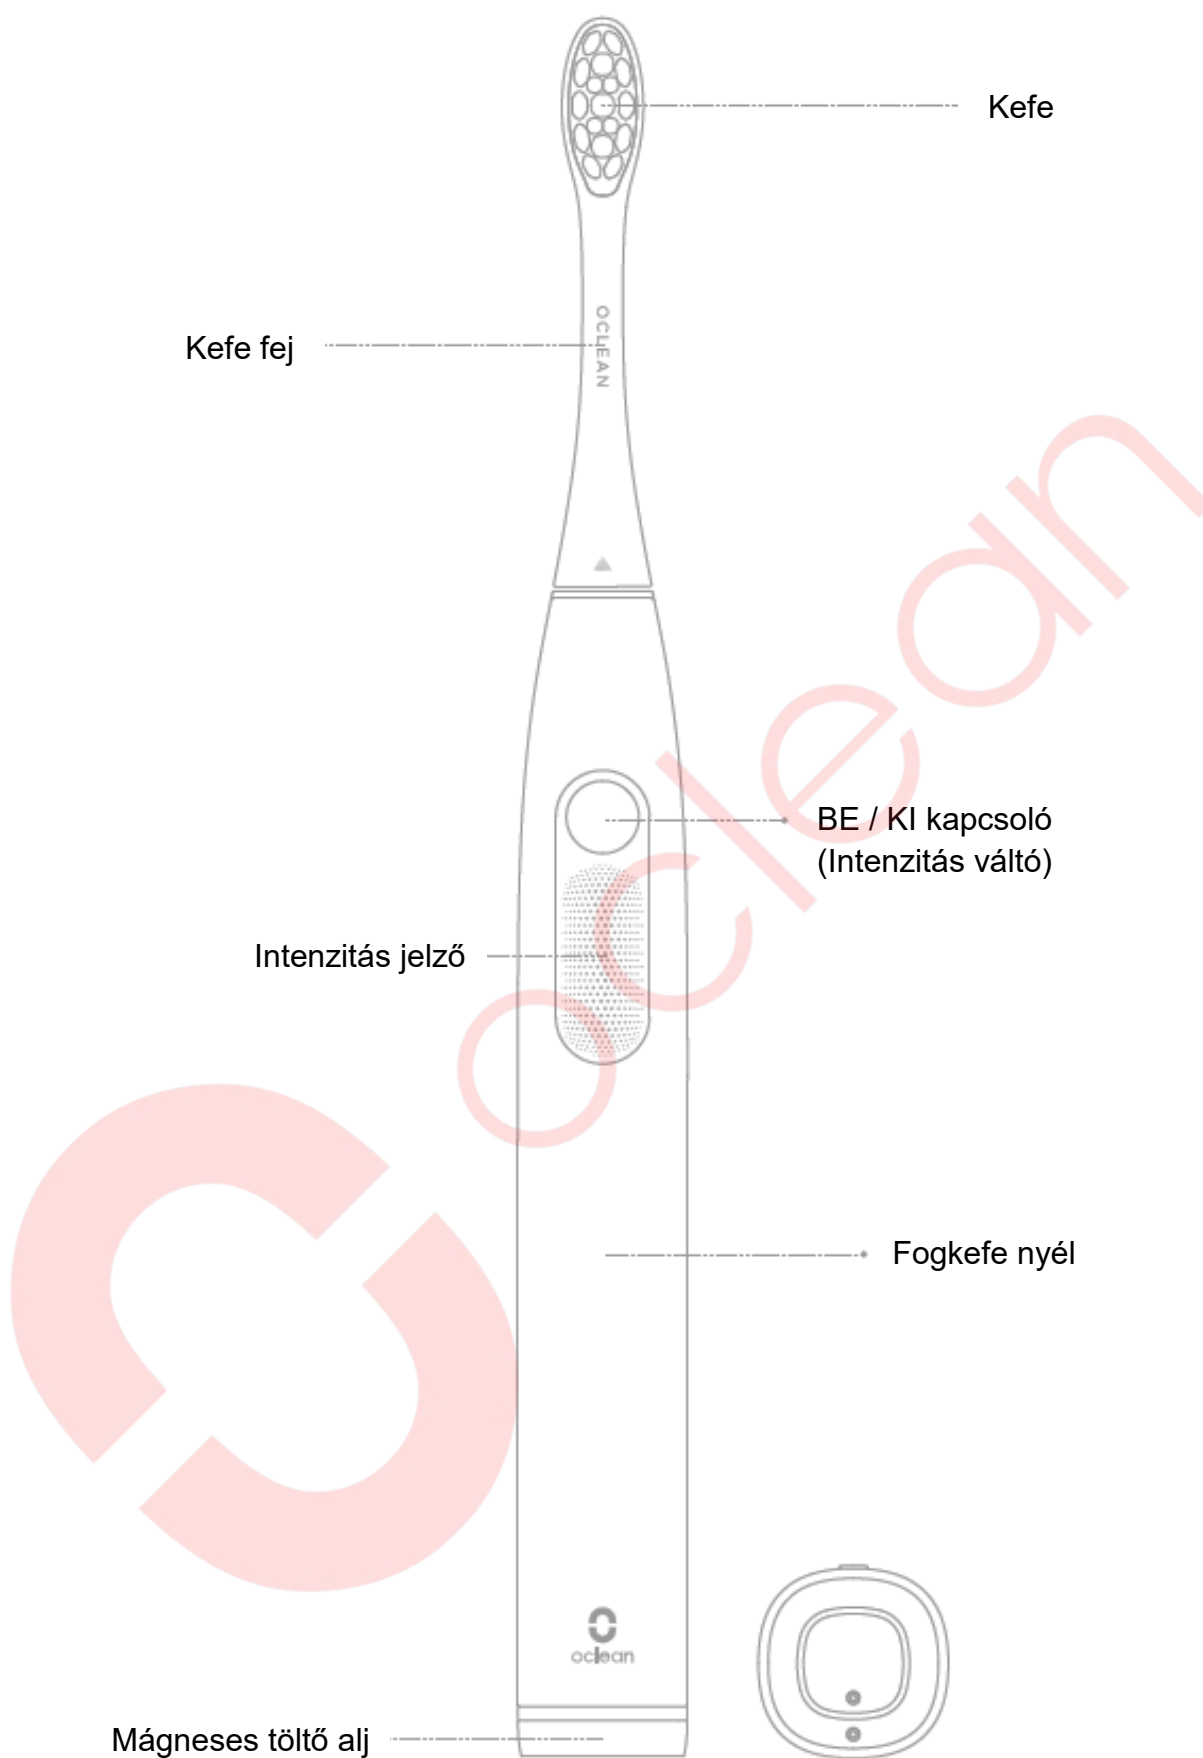 Kefe
Kefe fej
OCLEAN
BE / KI kapcsoló
(Intenzitás váltó)
Intenzitás jelző
oclean
Fogkefe nyél
oclean
Mágneses töltő alj